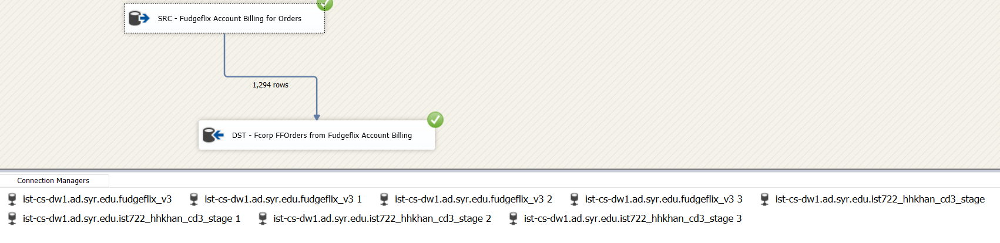 SRC - Fudgeflix Account Billing for Orders
1,294 rows
DST - Fcorp FFOrders from Fudgeflix Account Billing
Connection Managers
ist-cs-dw1.ad.syr.edu.fudgeflix_v3 ist-cs-dw1.ad.syr.edu.fudgeflix_v3 1 ist-cs-dw1.ad.syr.edu.fudgeflix_v3 2 ist-cs-dw1.ad.syr.edu.fudgeflix_v3 3 ist-cs-dw1.ad.syr.edu.ist722_hhkhan_cd3_stage
ist-cs-dw1.ad.syr.edu.ist722_hhkhan_cd3_stage 1 ist-cs-dw1.ad.syr.edu.ist722_hhkhan_cd3_stage 2 ist-cs-dw1.ad.syr.edu.ist722_hhkhan_cd3_stage 3